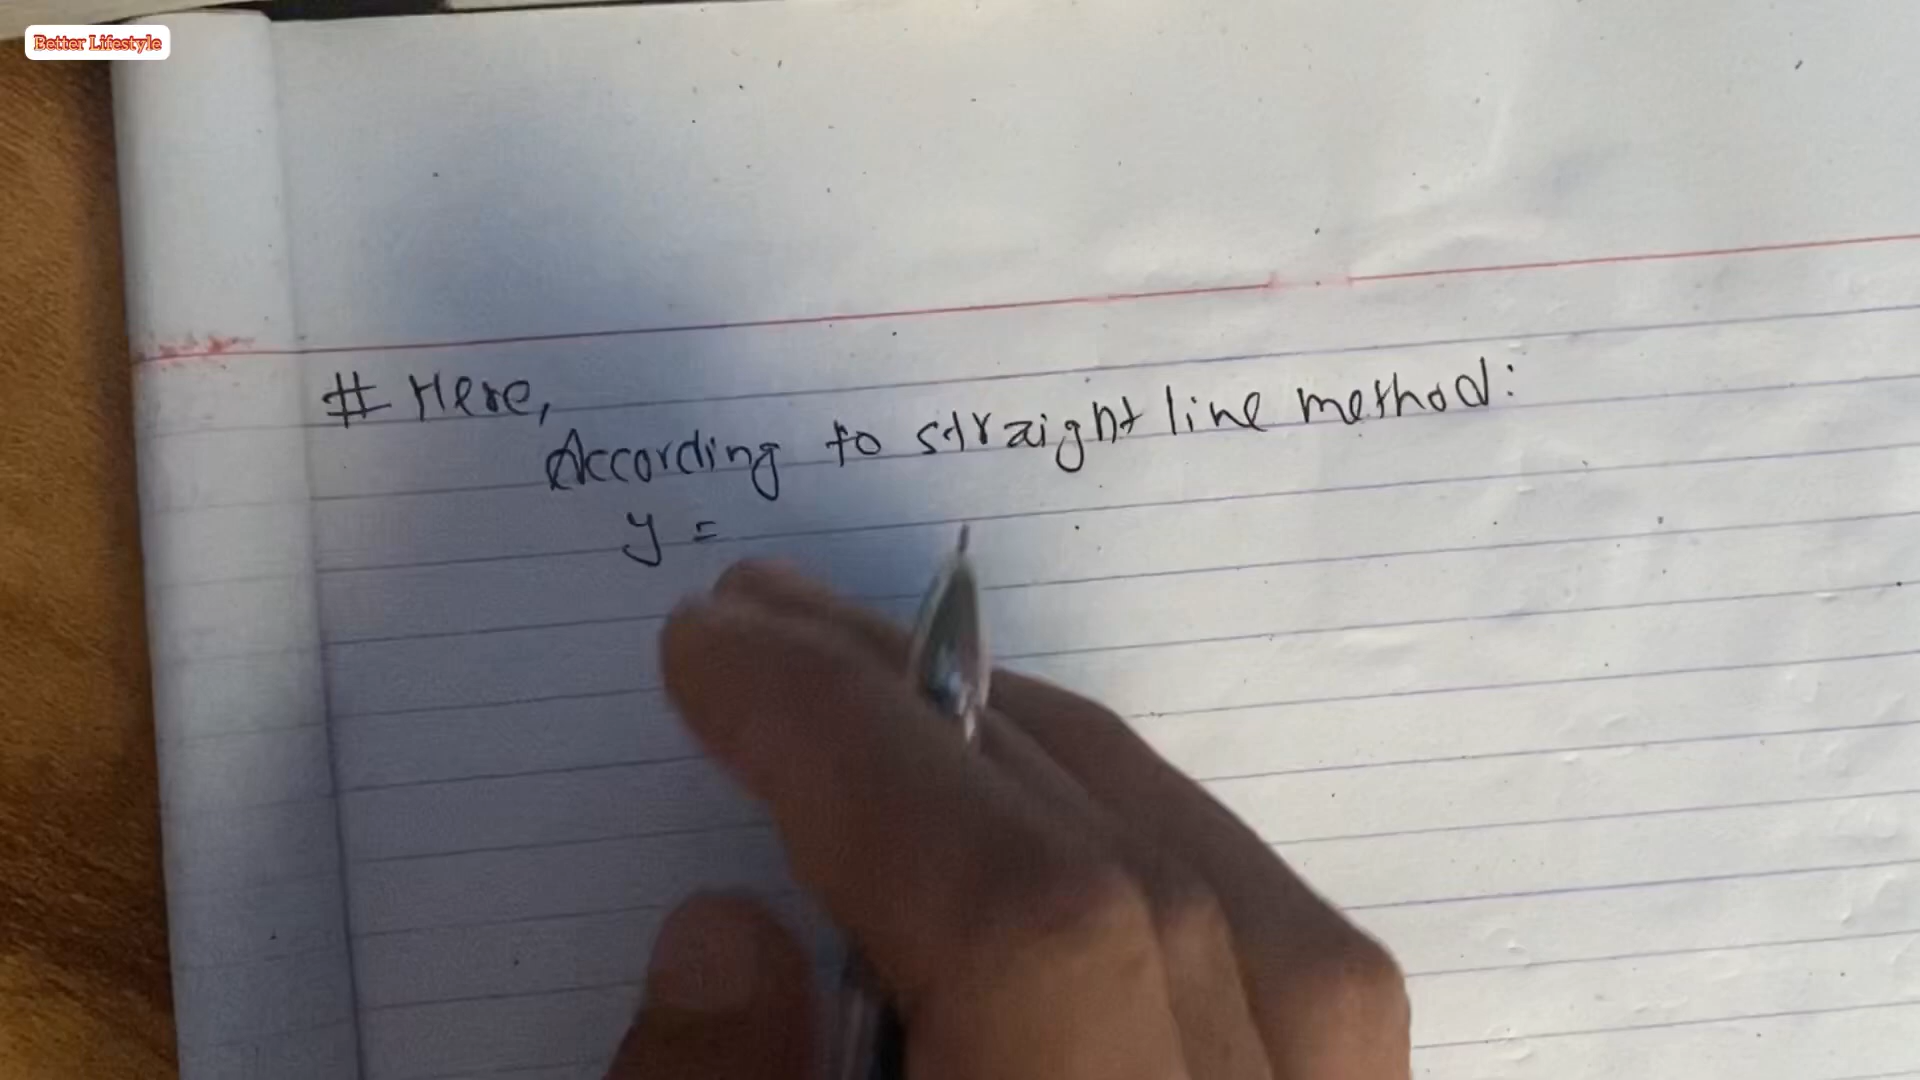 Better Lifestyle
# Here,
According to straight line method:
y =